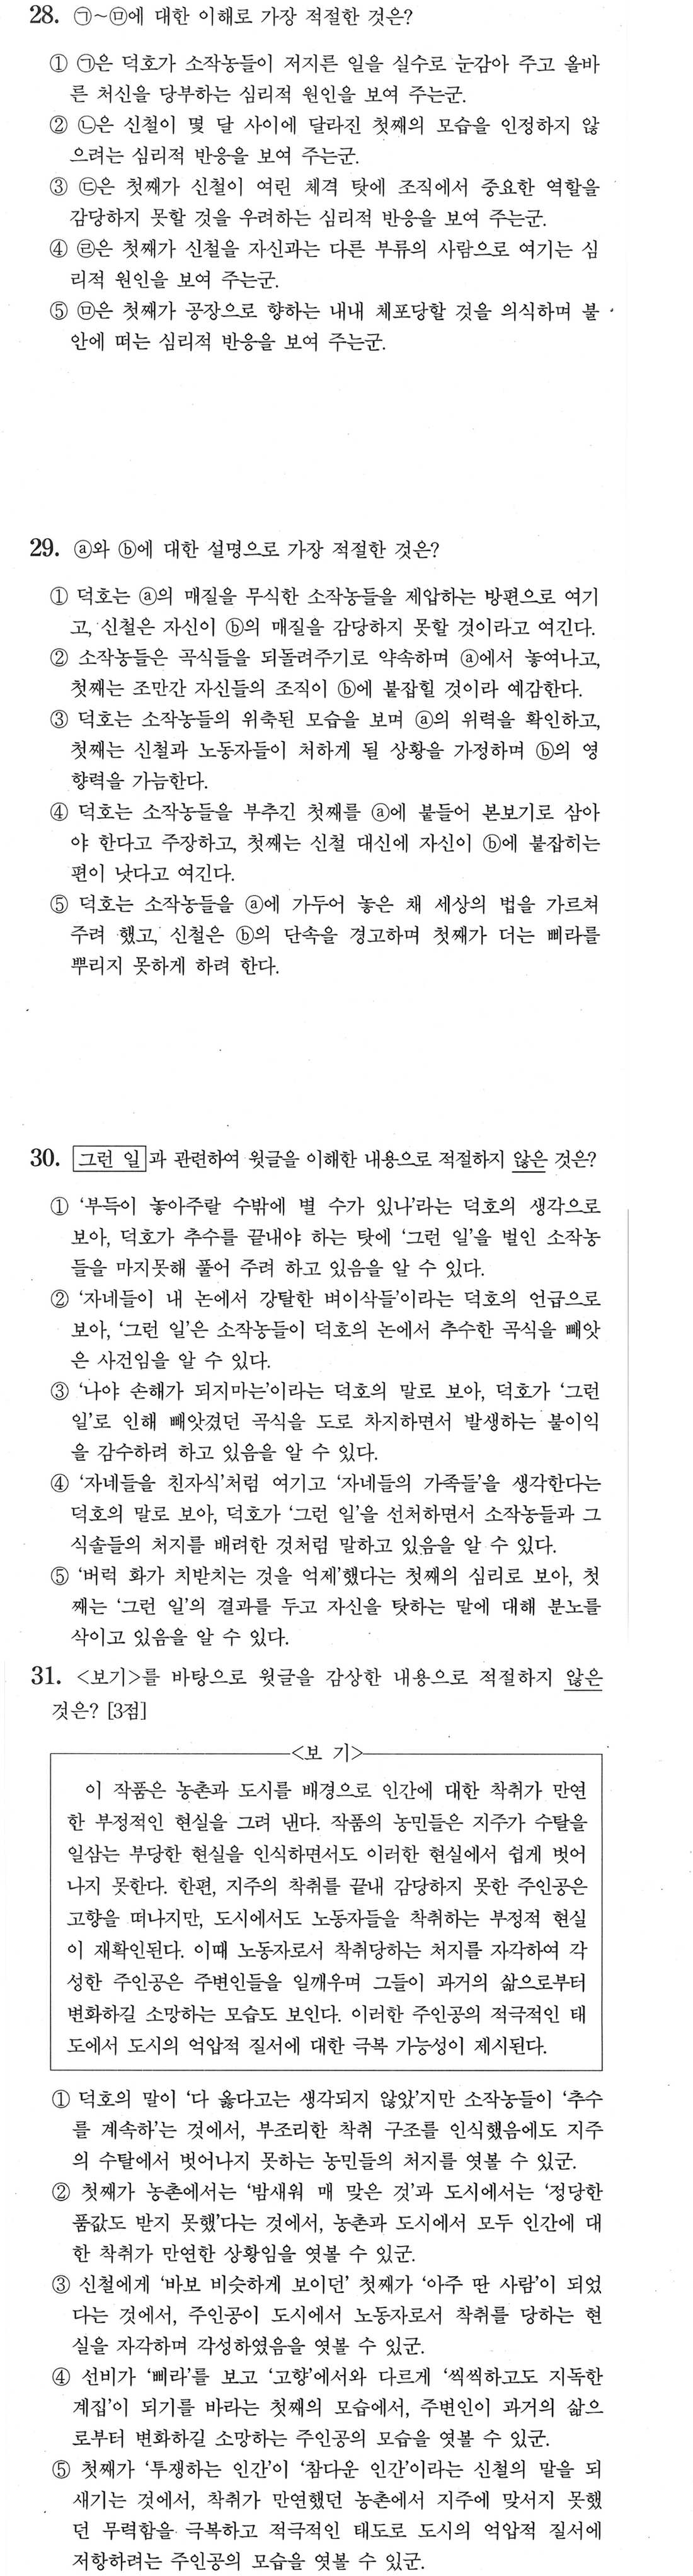 28. ㉠~㉤에 대한 이해로 가장 적절한 것은?
① ㉠은 덕호가 소작농들이 저지른 일을 실수로 눈감아 주고 올바
른 처신을 당부하는 심리적 원인을 보여 주는군.
② ㉡은 신철이 몇 달 사이에 달라진 첫째의 모습을 인정하지 않
으려는 심리적 반응을 보여 주는군.
③ ㉢은 첫째가 신철이 여린 체격 탓에 조직에서 중요한 역할을
감당하지 못할 것을 우려하는 심리적 반응을 보여 주는군.
④ ㉣은 첫째가 신철을 자신과는 다른 부류의 사람으로 여기는 심
리적 원인을 보여 주는군.
⑤ ㉤은 첫째가 공장으로 향하는 내내 체포당할 것을 의식하며 불
안에 떠는 심리적 반응을 보여 주는군.
29. ⓐ와 ⓑ에 대한 설명으로 가장 적절한 것은?
① 덕호는 ⓐ의 매질을 무식한 소작농들을 제압하는 방편으로 여기
고, 신철은 자신이 ⓑ의 매질을 감당하지 못할 것이라고 여긴다.
② 소작농들은 곡식들을 되돌려주기로 약속하며 ⓐ에서 놓여나고,
첫째는 조만간 자신들의 조직이 ⓑ에 붙잡힐 것이라 예감한다.
③ 덕호는 소작농들의 위축된 모습을 보며 ⓐ의 위력을 확인하고,
첫째는 신철과 노동자들이 처하게 될 상황을 가정하며 ⓑ의 영
향력을 가늠한다.
④ 덕호는 소작농들을 부추긴 첫째를 ⓐ에 붙들어 본보기로 삼아
야 한다고 주장하고, 첫째는 신철 대신에 자신이 ⓑ에 붙잡히는
편이 낫다고 여긴다.
⑤ 덕호는 소작농들을 ⓐ에 가두어 놓은 채 세상의 법을 가르쳐
주려 했고, 신철은 ⓑ의 단속을 경고하며 첫째가 더는 삐라를
뿌리지 못하게 하려 한다.
30. 그런 일과 관련하여 윗글을 이해한 내용으로 적절하지 않은 것은?
① ‘부득이 놓아주랄 수밖에 별 수가 있나’라는 덕호의 생각으로
보아, 덕호가 추수를 끝내야 하는 탓에 ‘그런 일’을 벌인 소작농
들을 마지못해 풀어 주려 하고 있음을 알 수 있다.
② ‘자네들이 내 논에서 강탈한 벼이삭들’이라는 덕호의 언급으로
보아, ‘그런 일’은 소작농들이 덕호의 논에서 추수한 곡식을 빼앗
은 사건임을 알 수 있다.
③ ‘나야 손해가 되지마는’이라는 덕호의 말로 보아, 덕호가 ‘그런
일’로 인해 빼앗겼던 곡식을 도로 차지하면서 발생하는 불이익
을 감수하려 하고 있음을 알 수 있다.
④ ‘자네들을 친자식’처럼 여기고 ‘자네들의 가족들’을 생각한다는
덕호의 말로 보아, 덕호가 ‘그런 일’을 선처하면서 소작농들과 그
식솔들의 처지를 배려한 것처럼 말하고 있음을 알 수 있다.
⑤ ‘버럭 화가 치받치는 것을 억제’했다는 첫째의 심리로 보아, 첫
째는 ‘그런 일’의 결과를 두고 자신을 탓하는 말에 대해 분노를
삭이고 있음을 알 수 있다.
31. <보기>를 바탕으로 윗글을 감상한 내용으로 적절하지 않은
것은? [3점]
<보 기>
이 작품은 농촌과 도시를 배경으로 인간에 대한 착취가 만연
한 부정적인 현실을 그려 낸다. 작품의 농민들은 지주가 수탈을
일삼는 부당한 현실을 인식하면서도 이러한 현실에서 쉽게 벗어
나지 못한다. 한편, 지주의 착취를 끝내 감당하지 못한 주인공은
고향을 떠나지만, 도시에서도 노동자들을 착취하는 부정적 현실
이 재확인된다. 이때 노동자로서 착취당하는 처지를 자각하여 각
성한 주인공은 주변인들을 일깨우며 그들이 과거의 삶으로부터
변화하길 소망하는 모습도 보인다. 이러한 주인공의 적극적인 태
도에서 도시의 억압적 질서에 대한 극복 가능성이 제시된다.
① 덕호의 말이 ‘다 옳다고는 생각되지 않았’지만 소작농들이 ‘추수
를 계속하’는 것에서, 부조리한 착취 구조를 인식했음에도 지주
의 수탈에서 벗어나지 못하는 농민들의 처지를 엿볼 수 있군.
② 첫째가 농촌에서는 ‘밤새워 매 맞은 것’과 도시에서는 ‘정당한
품값도 받지 못했’다는 것에서, 농촌과 도시에서 모두 인간에 대
한 착취가 만연한 상황임을 엿볼 수 있군.
③ 신철에게 ‘바보 비슷하게 보이던’ 첫째가 ‘아주 딴 사람’이 되었
다는 것에서, 주인공이 도시에서 노동자로서 착취를 당하는 현
실을 자각하며 각성하였음을 엿볼 수 있군.
④ 선비가 ‘삐라’를 보고 ‘고향’에서와 다르게 ‘씩씩하고도 지독한
계집’이 되기를 바라는 첫째의 모습에서, 주변인이 과거의 삶으
로부터 변화하길 소망하는 주인공의 모습을 엿볼 수 있군.
⑤ 첫째가 ‘투쟁하는 인간’이 ‘참다운 인간’이라는 신철의 말을 되
새기는 것에서, 착취가 만연했던 농촌에서 지주에 맞서지 못했
던 무력함을 극복하고 적극적인 태도로 도시의 억압적 질서에
저항하려는 주인공의 모습을 엿볼 수 있군.